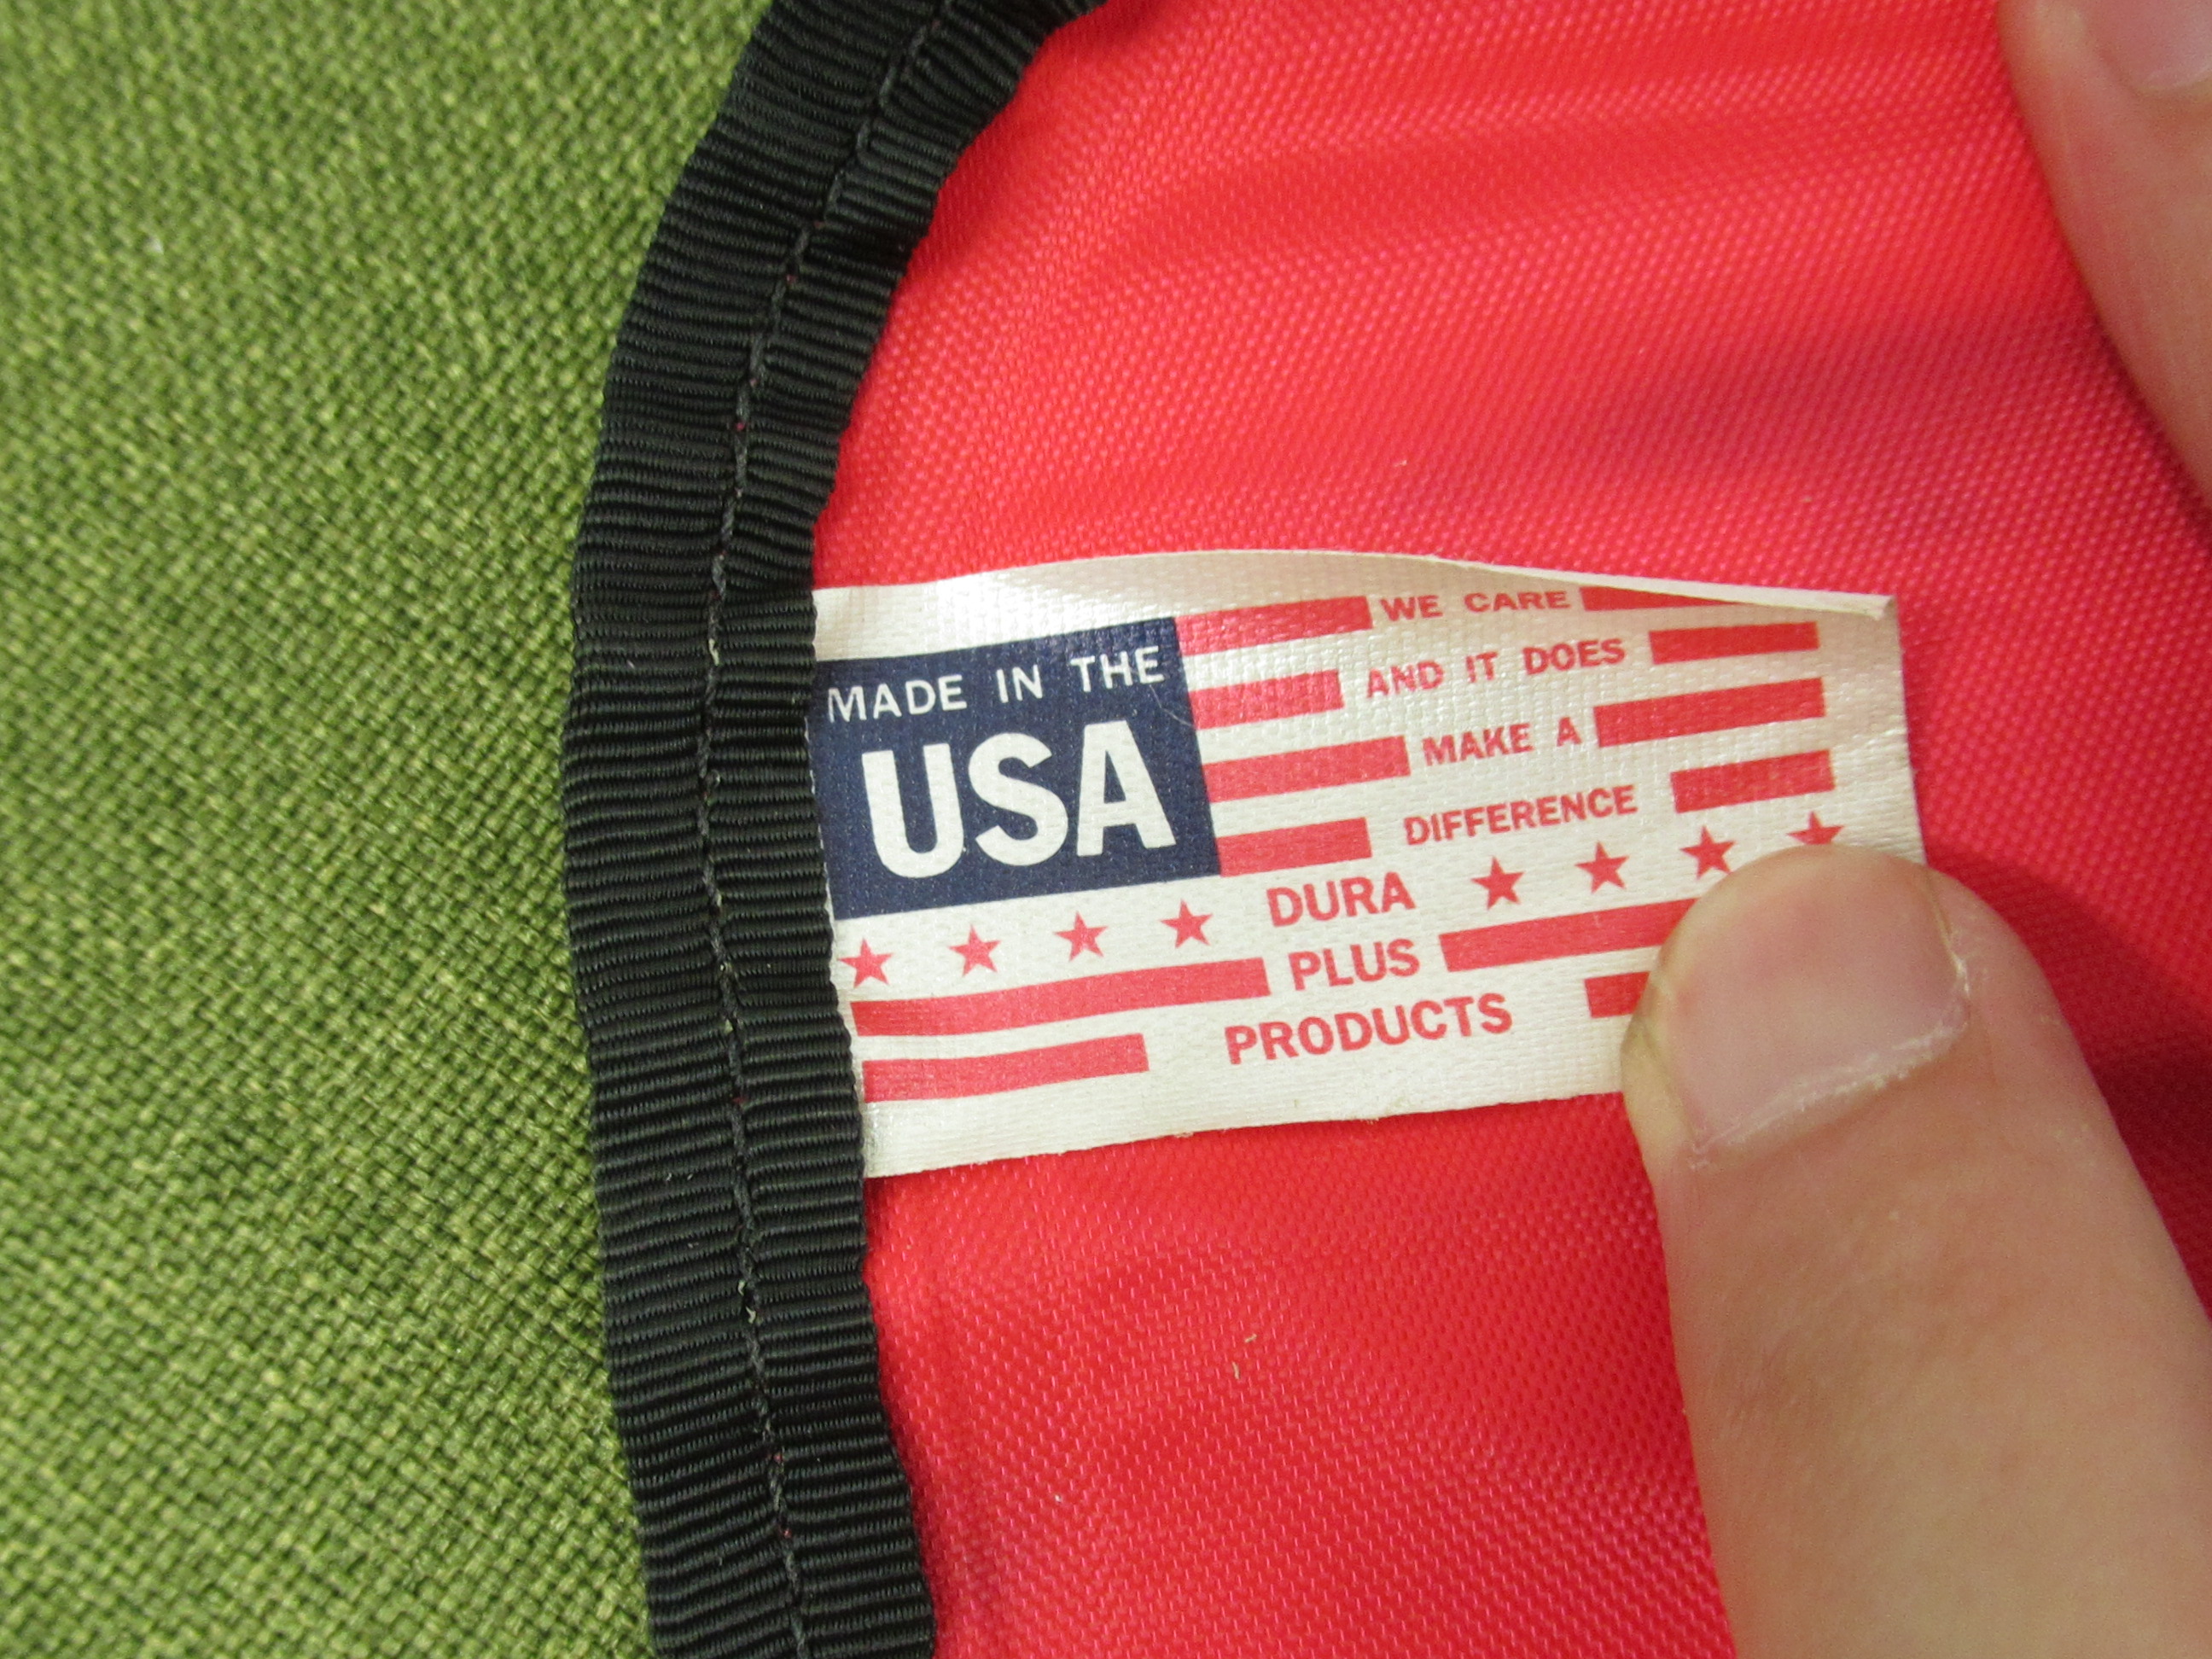 MADE IN THE
USA
WE CARE
AND IT DOES
MAKE A
DIFFERENCE
DURA
PLUS
PRODUCTS